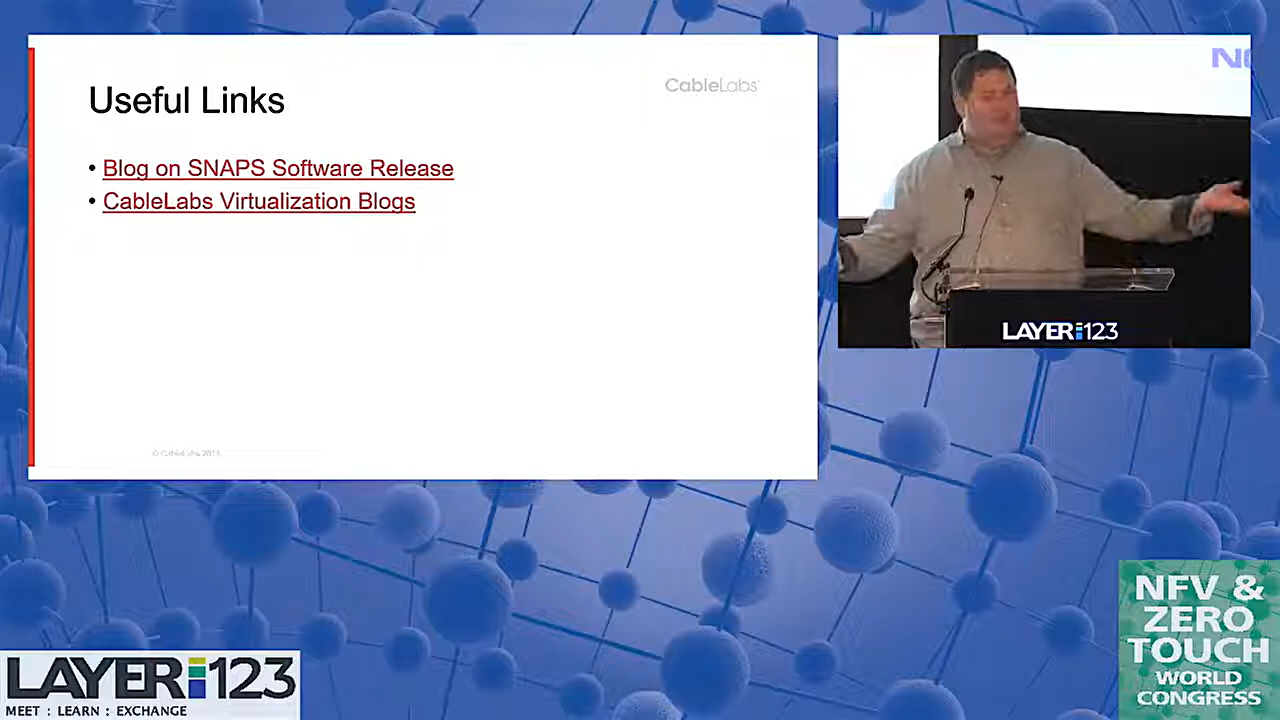 CableLabs
Useful Links
• Blog on SNAPS Software Release
• CableLabs Virtualization Blogs
LAYER123
LAYER123
MEET : LEARN : EXCHANGE
NFV &
ZERO
TOUCH
WORLD
CONGRESS